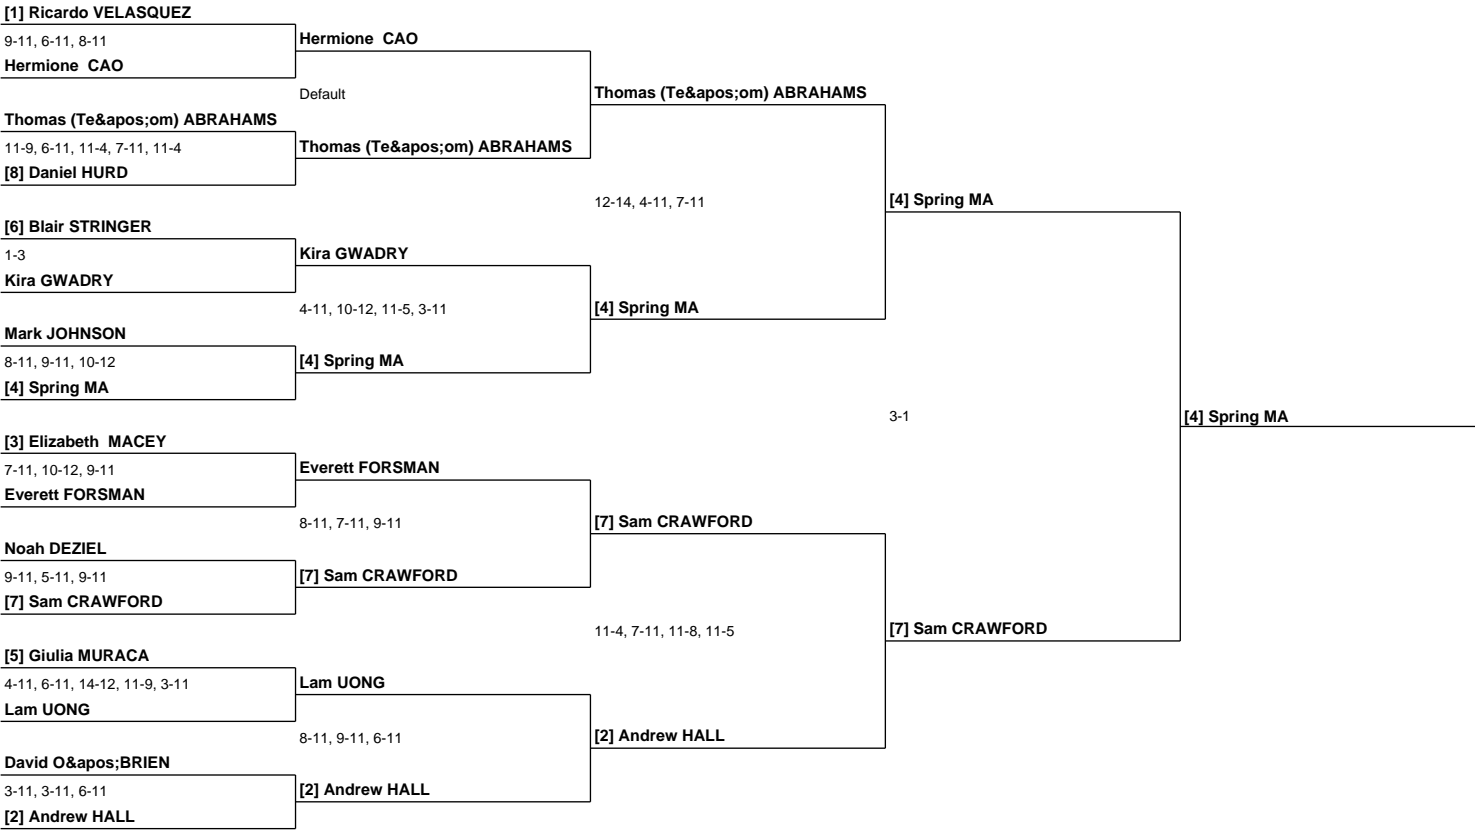 [1] Ricardo VELASQUEZ
9-11, 6-11, 8-11
Hermione  CAO
Hermione  CAO
Default
Thomas (Te&apos;om) ABRAHAMS
Thomas (Te&apos;om) ABRAHAMS
11-9, 6-11, 11-4, 7-11, 11-4
[8] Daniel HURD
Thomas (Te&apos;om) ABRAHAMS
12-14, 4-11, 7-11
[4] Spring MA
[6] Blair STRINGER
1-3
Kira GWADRY
Kira GWADRY
4-11, 10-12, 11-5, 3-11
[4] Spring MA
Mark JOHNSON
8-11, 9-11, 10-12
[4] Spring MA
[4] Spring MA
3-1
[4] Spring MA
[3] Elizabeth  MACEY
7-11, 10-12, 9-11
Everett FORSMAN
Everett FORSMAN
8-11, 7-11, 9-11
[7] Sam CRAWFORD
Noah DEZIEL
9-11, 5-11, 9-11
[7] Sam CRAWFORD
[7] Sam CRAWFORD
11-4, 7-11, 11-8, 11-5
[7] Sam CRAWFORD
[5] Giulia MURACA
4-11, 6-11, 14-12, 11-9, 3-11
Lam UONG
Lam UONG
8-11, 9-11, 6-11
[2] Andrew HALL
David O&apos;BRIEN
3-11, 3-11, 6-11
[2] Andrew HALL
[2] Andrew HALL